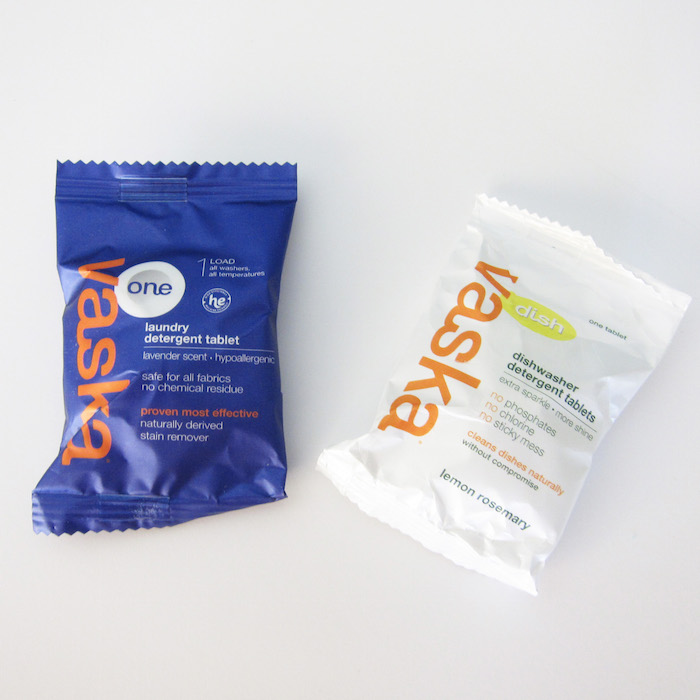 vaska
one
1 LOAD
all washers,
all temperatures
he
laundry
detergent tablet
lavender scent • hypoallergenic
safe for all fabrics
no chemical residue
proven most effective
naturally derived
stain remover
vaska
dish
one tablet
dishwasher
detergent tablets
extra sparkle • more shine
no phosphates
no chlorine
no sticky mess
cleans dishes naturally
without compromise
lemon rosemary